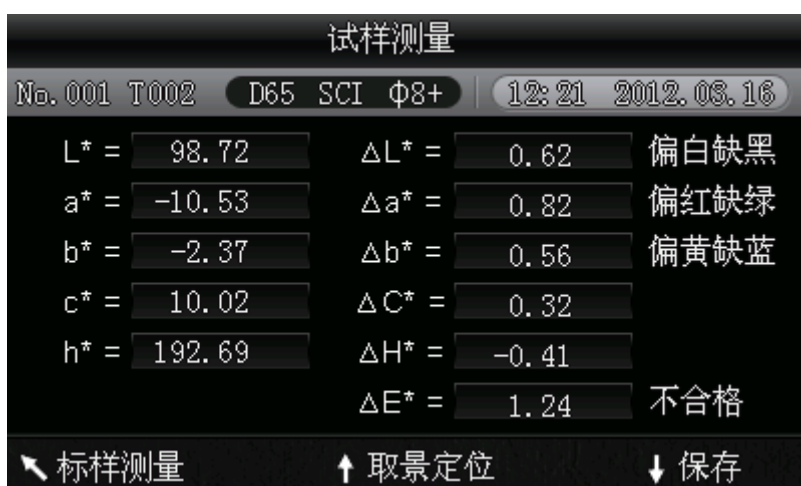 试样测量
No.001 T002 D65 SCI Φ8+ 12:21 2012.03.16
L* = 98.72 ΔL* = 0.62 偏白缺黑
a* = -10.53 Δa* = 0.82 偏红缺绿
b* = -2.37 Δb* = 0.56 偏黄缺蓝
c* = 10.02 ΔC* = 0.32
h* = 192.69 ΔH* = -0.41
ΔE* = 1.24 不合格
标样测量 取景定位 保存